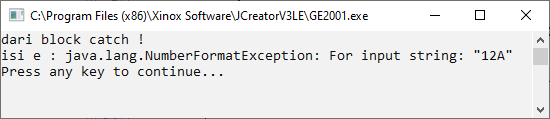 C:\Program Files (x86)\Xinox Software\JCreatorV3LE\GE2001.exe
dari block catch !
isi e : java.lang.NumberFormatException: For input string: "12A"
Press any key to continue...